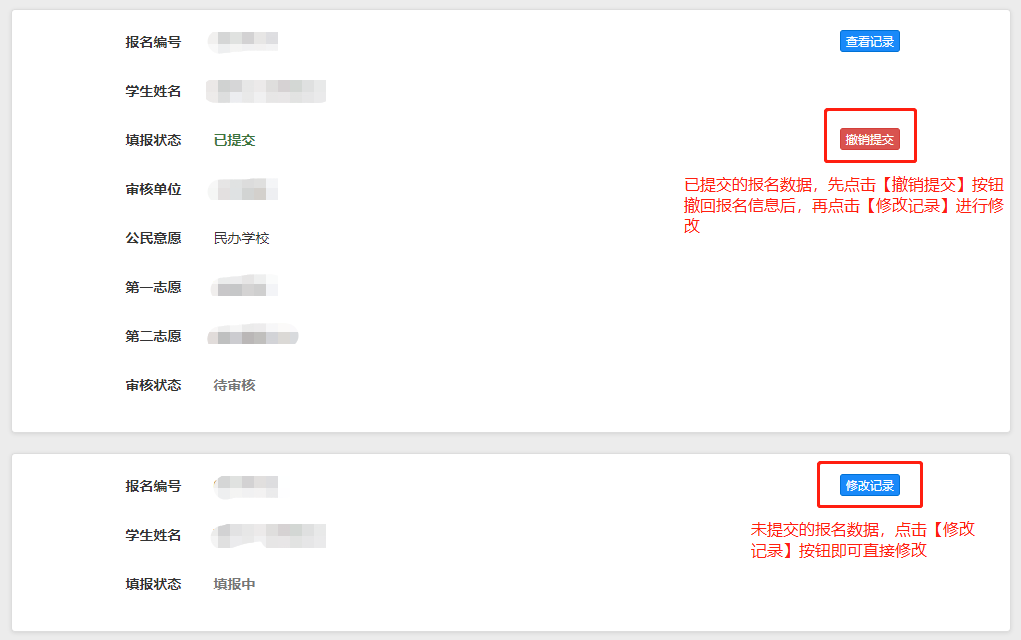 报名编号
查看记录
学生姓名
填报状态 已提交
撤销提交
审核单位
已提交的报名数据，先点击【撤销提交】按钮
撤回报名信息后，再点击【修改记录】进行修
改
公民意愿 民办学校
第一志愿
第二志愿
审核状态 待审核
报名编号
修改记录
学生姓名
未提交的报名数据，点击【修改
记录】按钮即可直接修改
填报状态 填报中